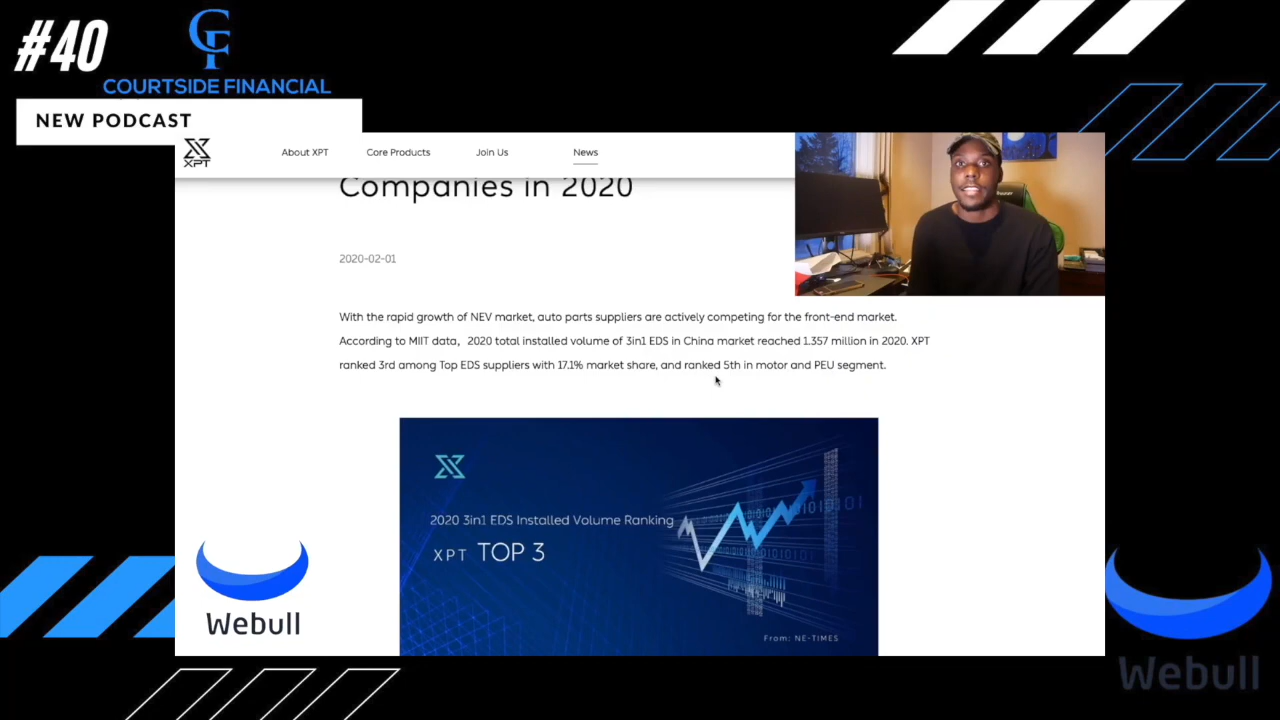 #40
COURTSIDE FINANCIAL
NEW PODCAST
XPT
About XPT
Core Products
Join Us
News
Companies in 2020
2020-02-01
With the rapid growth of NEV market, auto parts suppliers are actively competing for the front-end market.
According to MIIT data，2020 total installed volume of 3in1 EDS in China market reached 1.357 million in 2020. XPT
ranked 3rd among Top EDS suppliers with 17.1% market share, and ranked 5th in motor and PEU segment.
2020 3in1 EDS Installed Volume Ranking
XPT TOP 3
From: NE-TIMES
Webull
Webull